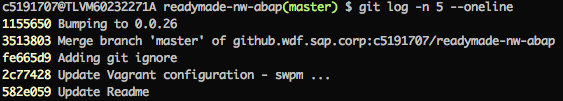 c5191707@TLVM60232271A readymade-nw-abap(master) $ git log -n 5 --oneline
1155650 Bumping to 0.0.26
3513803 Merge branch 'master' of github.wdf.sap.corp:c5191707/readymade-nw-abap
fe665d9 Adding git ignore
2c77428 Update Vagrant configuration - swpm ...
582e059 Update Readme